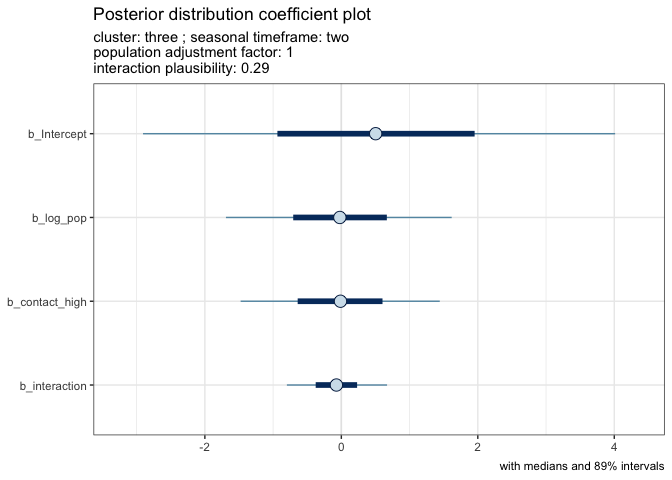 Posterior distribution coefficient plot
cluster: three ; seasonal timeframe: two
population adjustment factor: 1
interaction plausibility: 0.29
b_Intercept
b_log_pop
b_contact_high
b_interaction
-2 0 2 4
with medians and 89% intervals